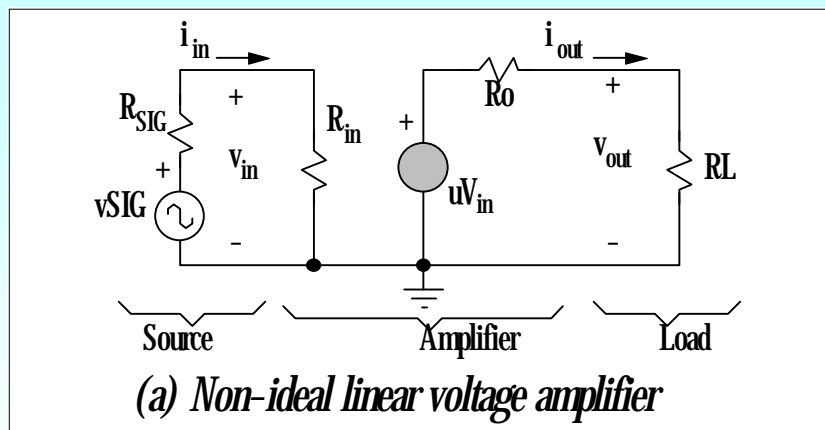 i in
i out
R SIG
+
R in
+
Ro
+
+
v in
v out
RL
vSIG
uV in
-
-
Source
Amplifier
Load
(a) Non-ideal linear voltage amplifier